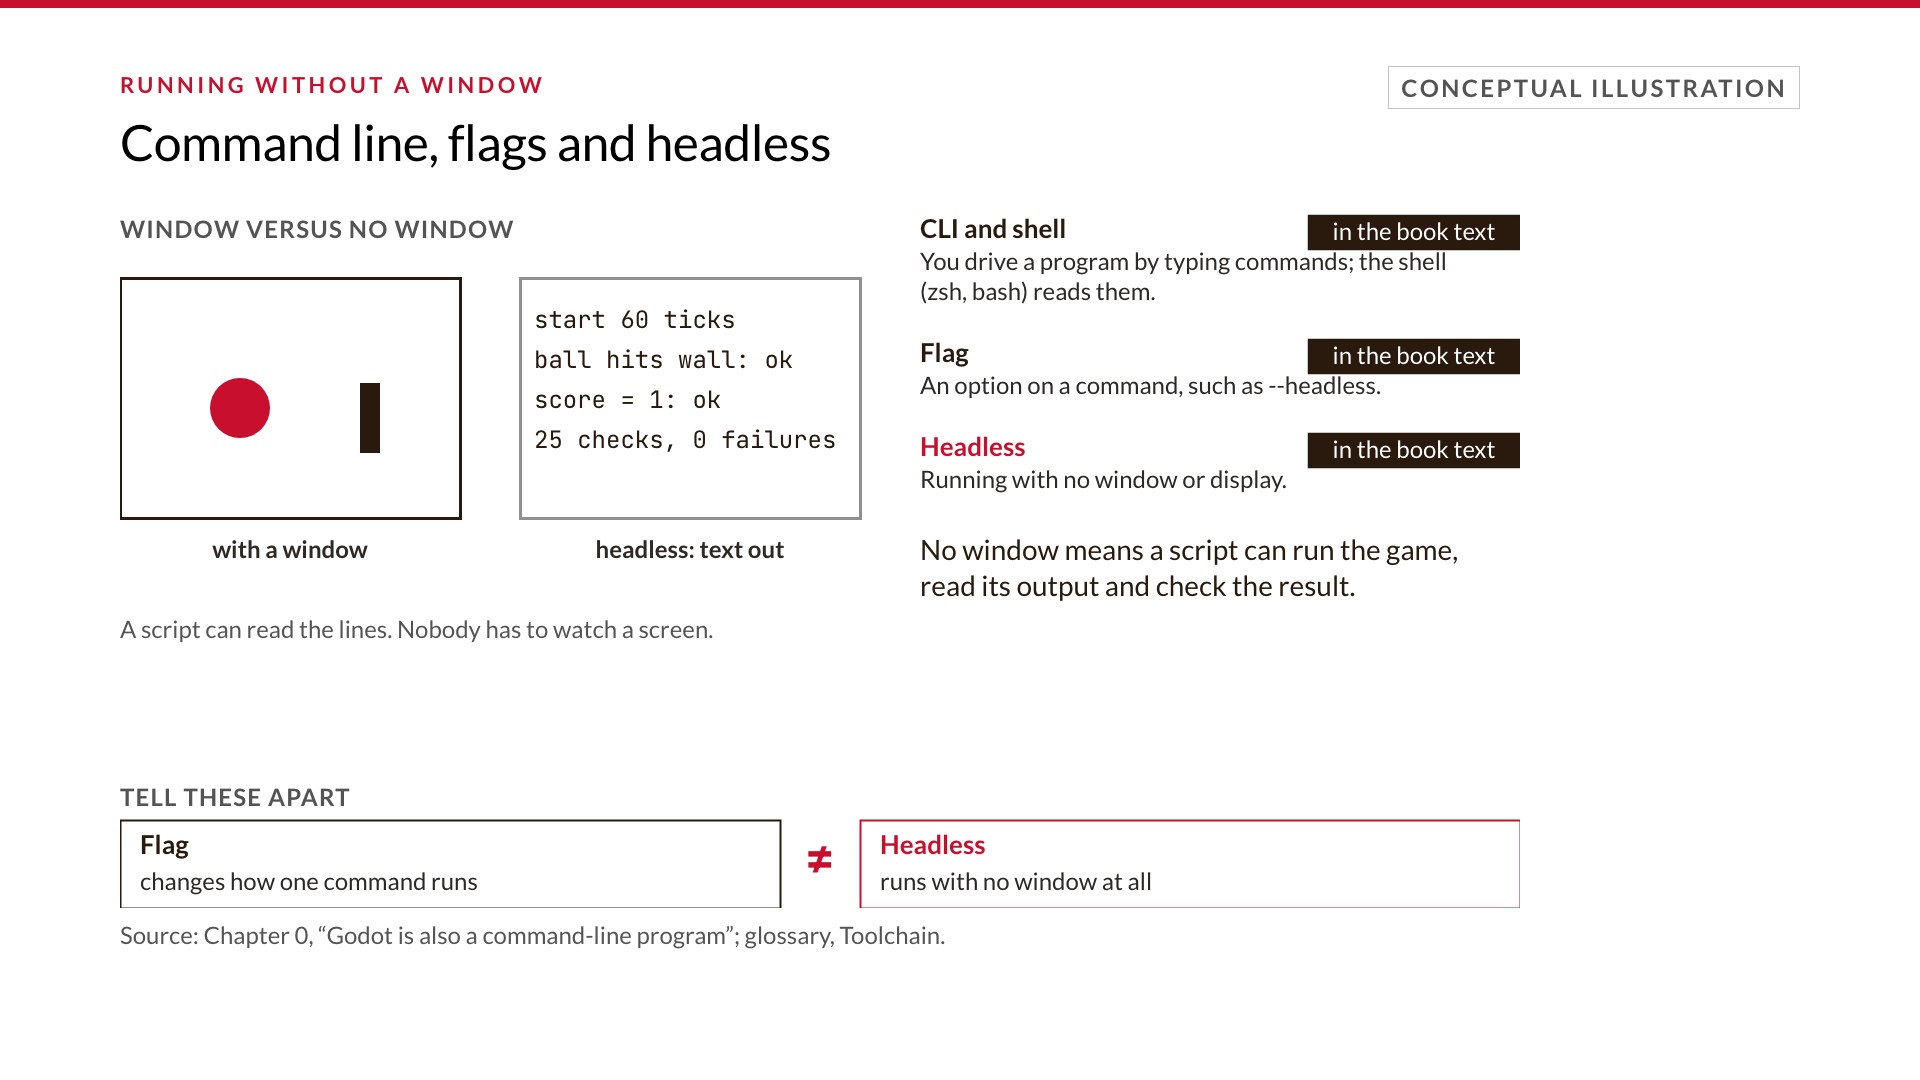 RUNNING WITHOUT A WINDOW
CONCEPTUAL ILLUSTRATION
Command line, flags and headless
WINDOW VERSUS NO WINDOW
start 60 ticks
ball hits wall: ok
score = 1: ok
25 checks, 0 failures
with a window
headless: text out
A script can read the lines. Nobody has to watch a screen.
CLI and shell
in the book text
You drive a program by typing commands; the shell
(zsh, bash) reads them.
Flag
in the book text
An option on a command, such as --headless.
Headless
in the book text
Running with no window or display.
No window means a script can run the game,
read its output and check the result.
TELL THESE APART
Flag
changes how one command runs
≠
Headless
runs with no window at all
Source: Chapter 0, “Godot is also a command-line program”; glossary, Toolchain.